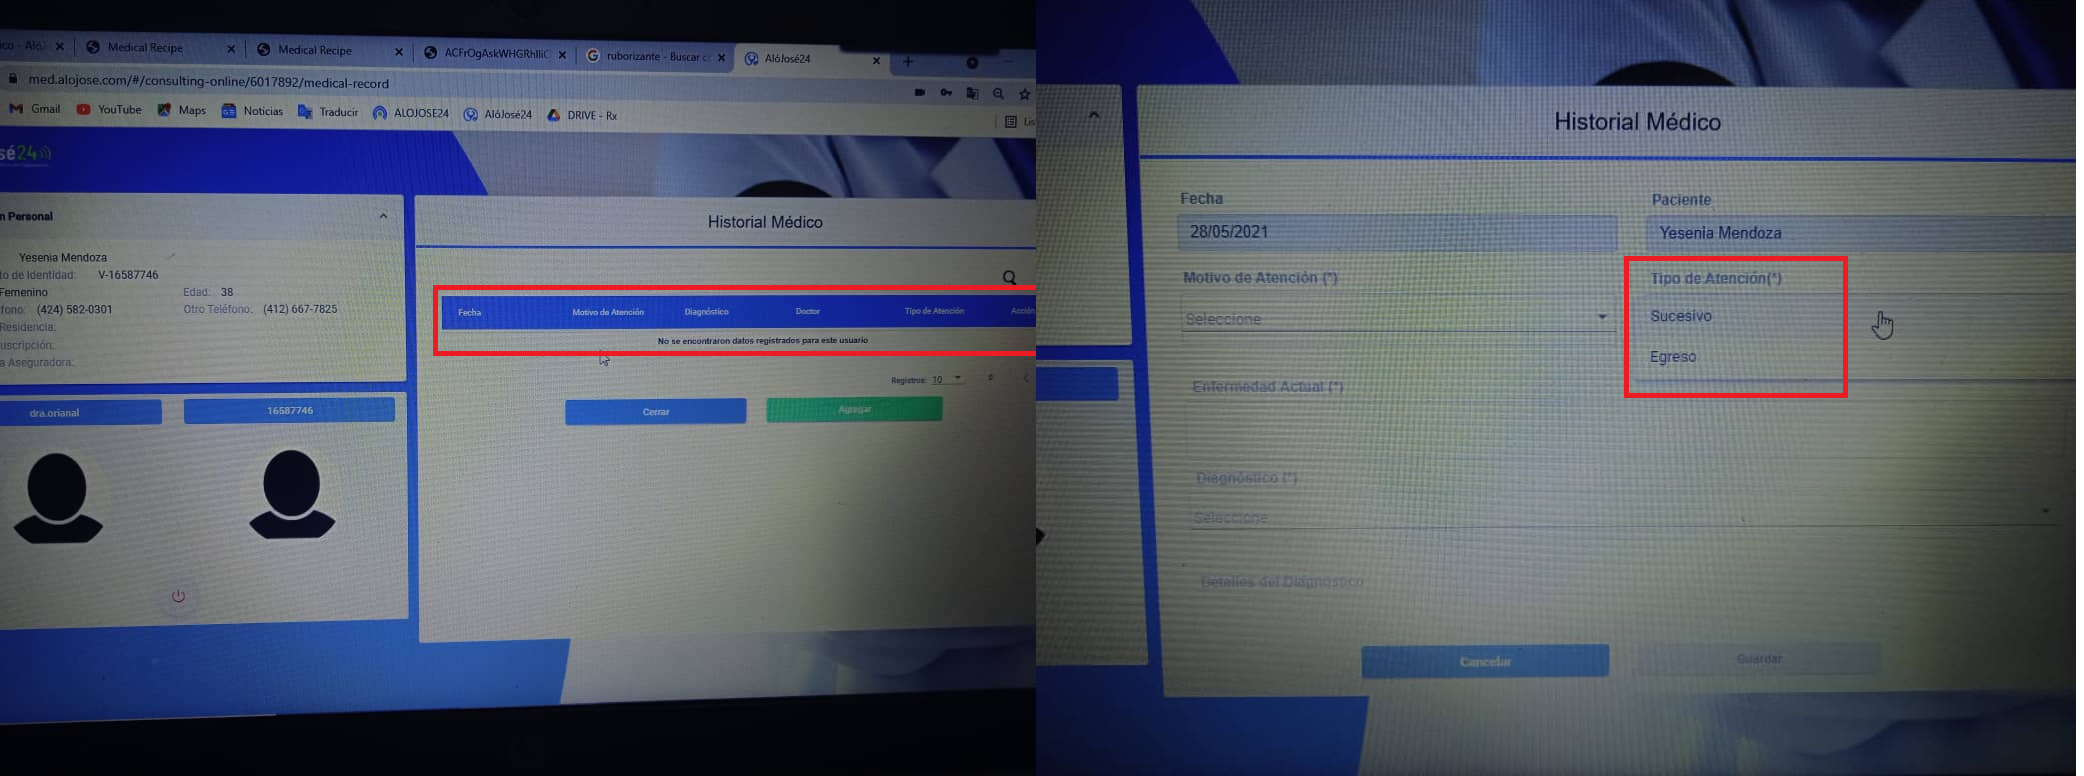 Medical Recipe
Medical Recipe
ACFrOgAskWHGRhlliC
ruborizante - Buscar c
AlóJosé24
med.alojose.com/#/consulting-online/6017892/medical-record
Gmail
YouTube
Maps
Noticias
Traducir
ALOJOSE24
AlóJosé24
DRIVE - Rx
Lis
sé24
n Personal
Yesenia Mendoza
to de Identidad: V-16587746
Femenino
Edad: 38
fono: (424) 582-0301
Otro Teléfono: (412) 667-7825
Residencia:
uscripción:
a Aseguradora:
dra.orianal
16587746
Historial Médico
Fecha
Motivo de Atención
Diagnóstico
Doctor
Tipo de Atención
Acción
No se encontraron datos registrados para este usuario
Registros: 10
Cerrar
Agregar
Historial Médico
Fecha
28/05/2021
Paciente
Yesenia Mendoza
Motivo de Atención (*)
Seleccione
Tipo de Atención(*)
Sucesivo
Egreso
Enfermedad Actual (*)
Diagnóstico (*)
Seleccione
Detalles del Diagnóstico
Cancelar
Guardar